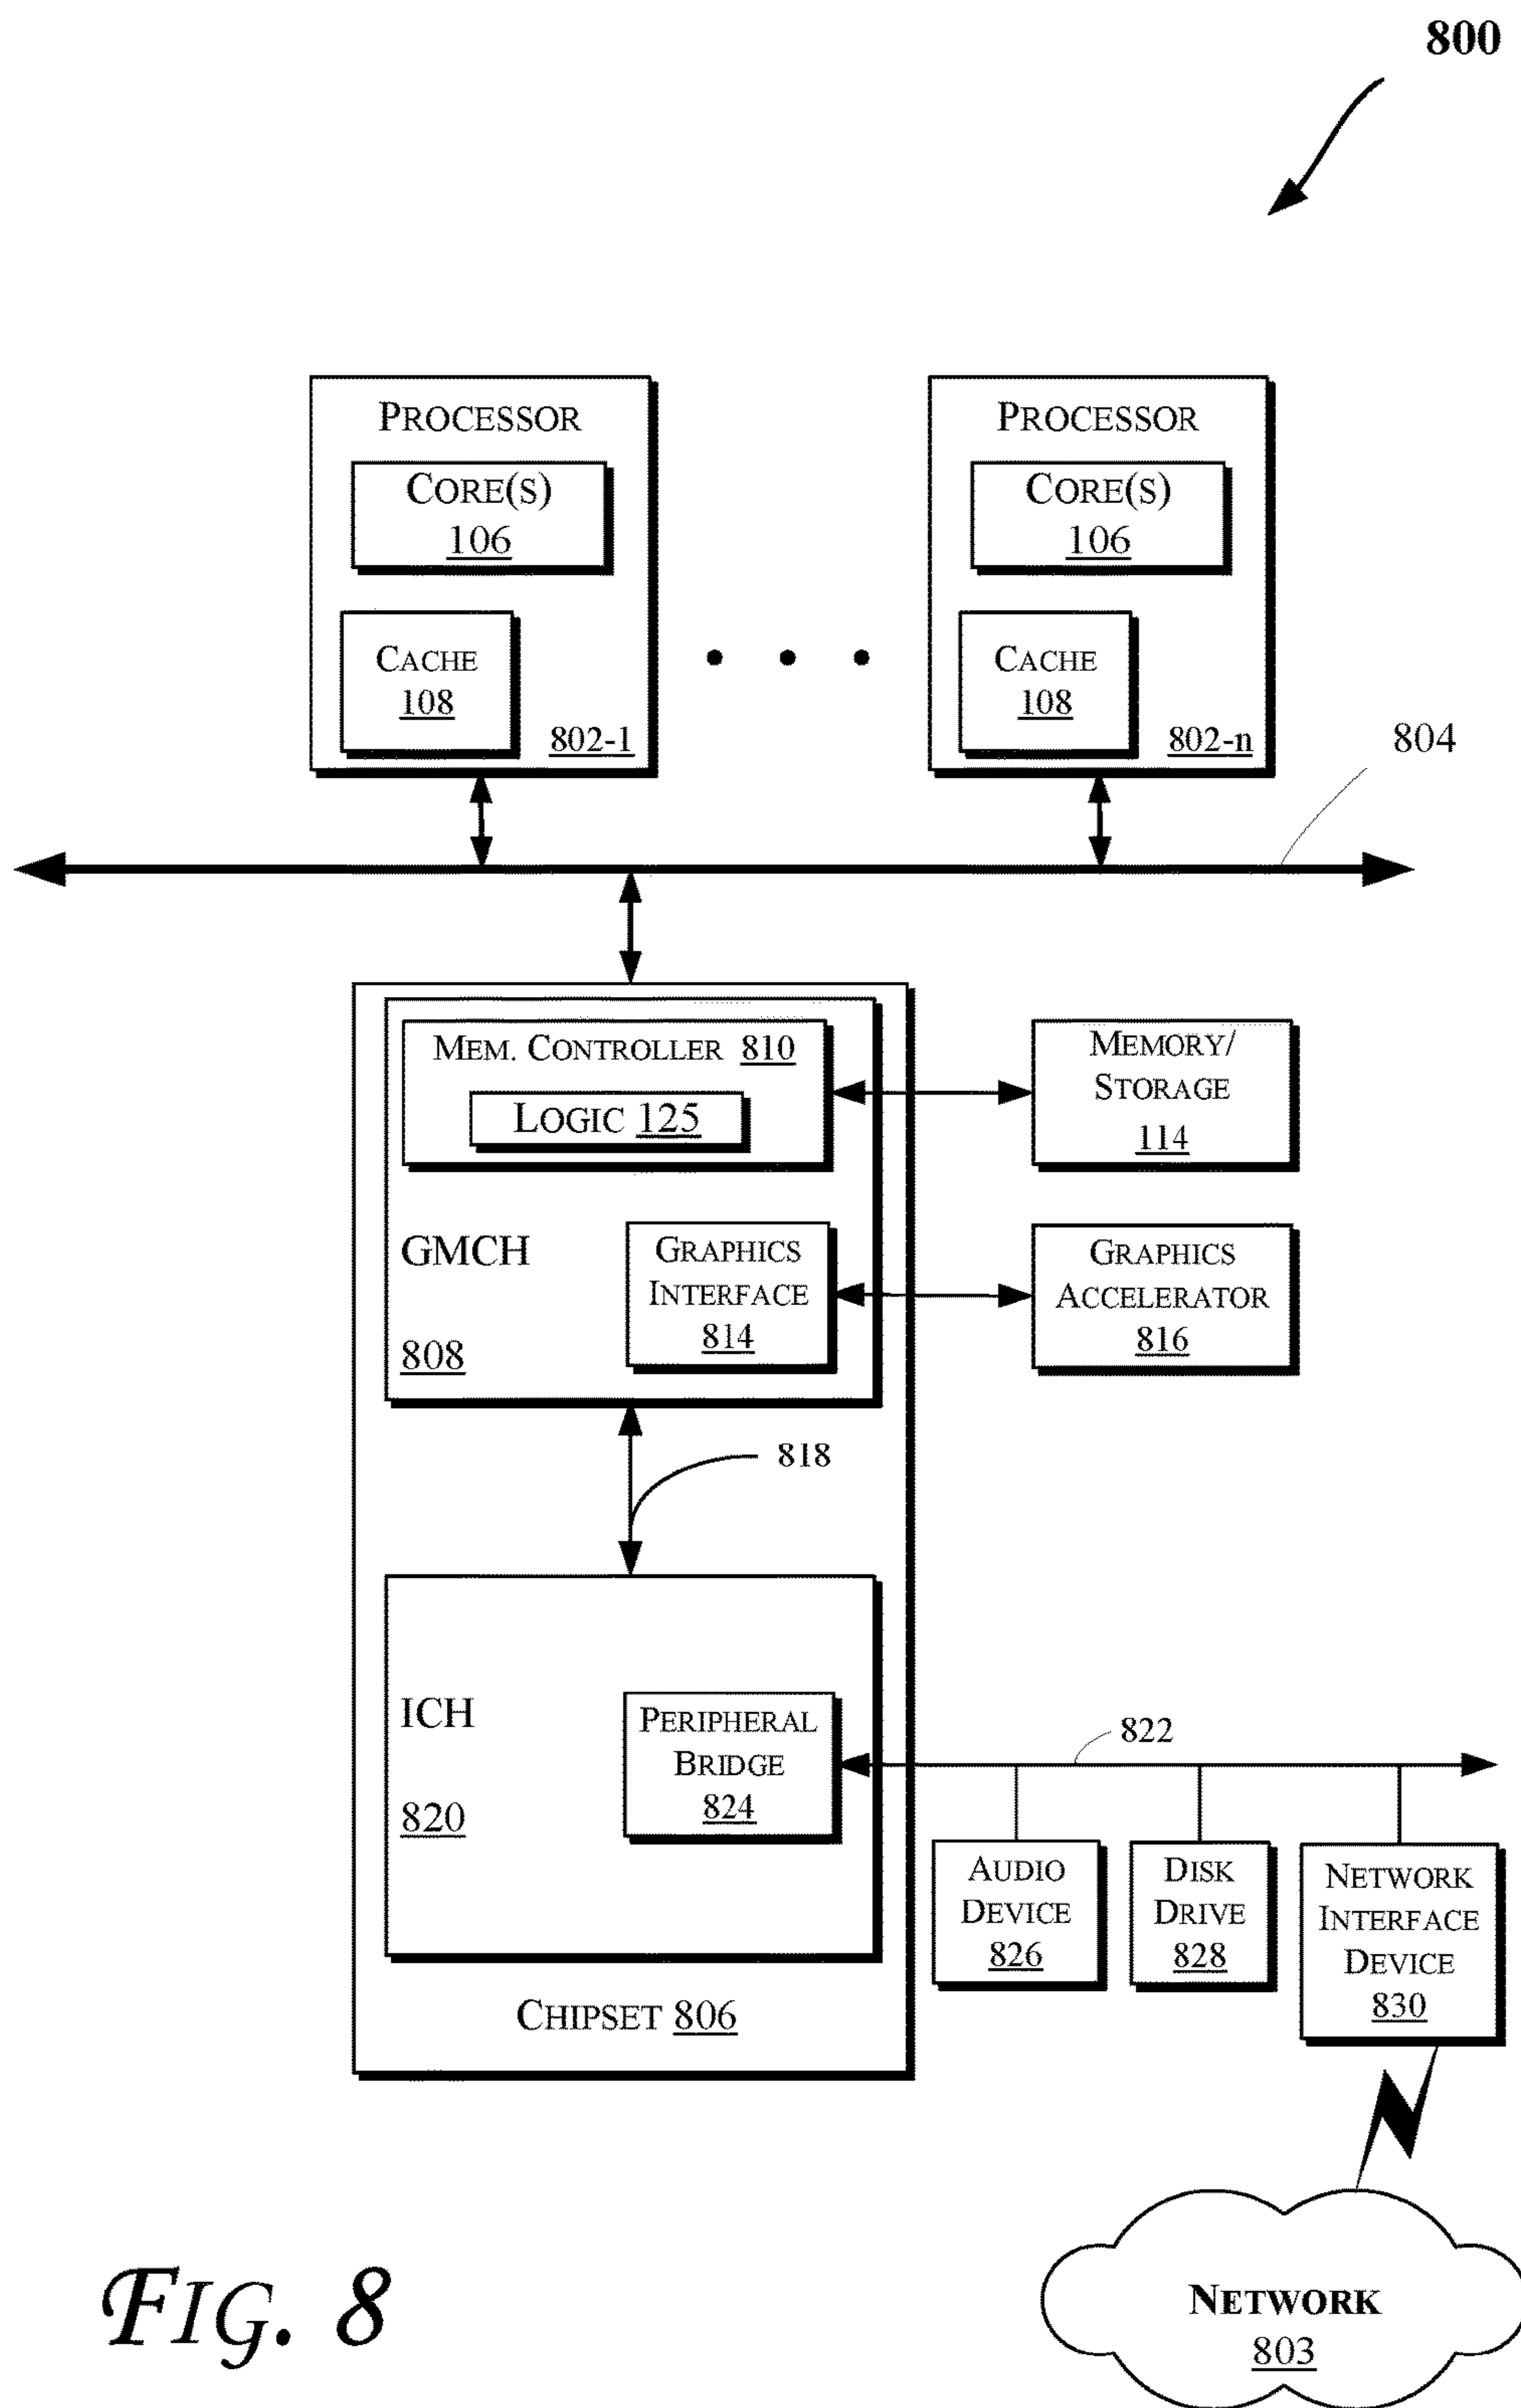 800
PROCESSOR
CORE(S)
106
CACHE
108
802-1
PROCESSOR
CORE(S)
106
CACHE
108
802-n
804
MEM. CONTROLLER 810
LOGIC 125
GMCH
808
GRAPHICS
INTERFACE
814
MEMORY/
STORAGE
114
GRAPHICS
ACCELERATOR
816
818
ICH
820
PERIPHERAL
BRIDGE
824
822
AUDIO
DEVICE
826
DISK
DRIVE
828
NETWORK
INTERFACE
DEVICE
830
CHIPSET 806
NETWORK
803
FIG. 8